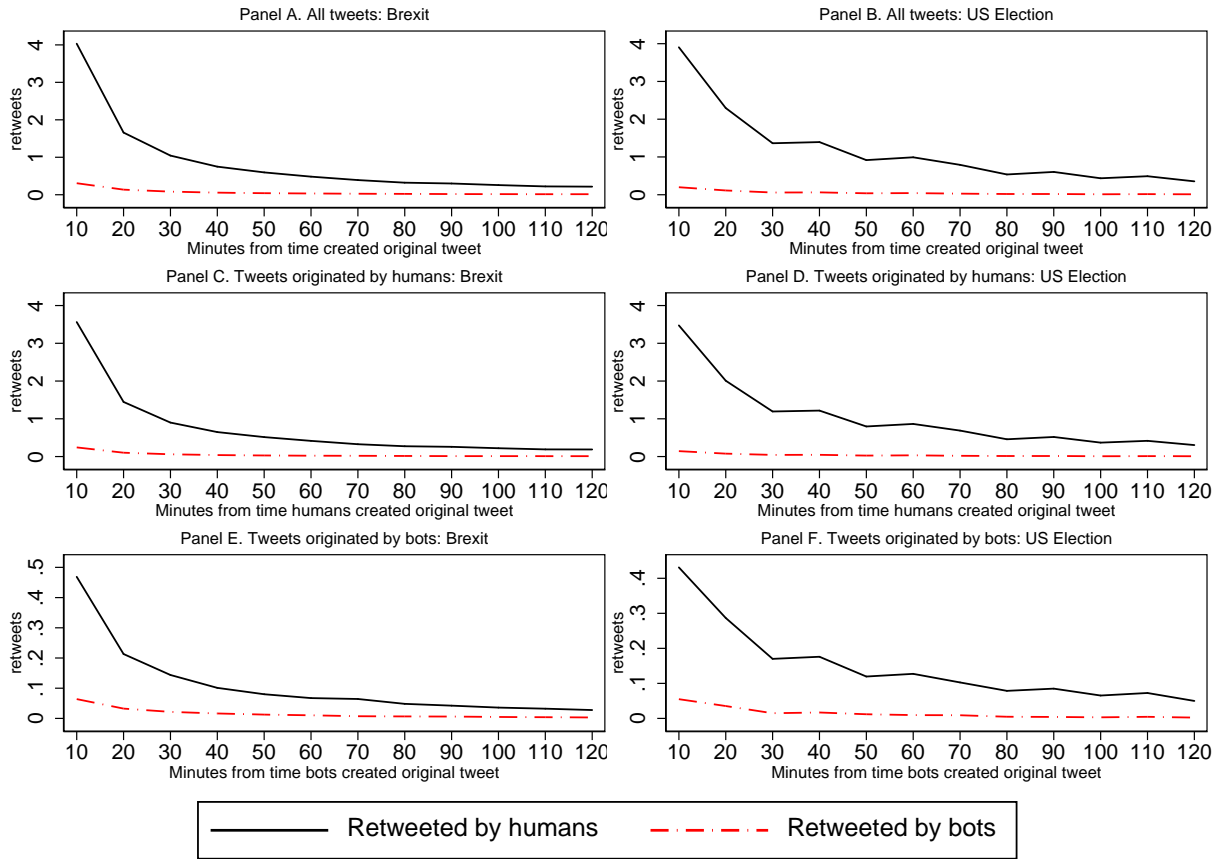 Panel A. All tweets: Brexit
retweets
4
3
2
1
0
10 20 30 40 50 60 70 80 90 100 110 120
Minutes from time created original tweet
Panel B. All tweets: US Election
retweets
4
3
2
1
0
10 20 30 40 50 60 70 80 90 100 110 120
Minutes from time created original tweet
Panel C. Tweets originated by humans: Brexit
retweets
4
3
2
1
0
10 20 30 40 50 60 70 80 90 100 110 120
Minutes from time humans created original tweet
Panel D. Tweets originated by humans: US Election
retweets
4
3
2
1
0
10 20 30 40 50 60 70 80 90 100 110 120
Minutes from time humans created original tweet
Panel E. Tweets originated by bots: Brexit
retweets
.5
.4
.3
.2
.1
0
10 20 30 40 50 60 70 80 90 100 110 120
Minutes from time bots created original tweet
Panel F. Tweets originated by bots: US Election
retweets
.4
.3
.2
.1
0
10 20 30 40 50 60 70 80 90 100 110 120
Minutes from time bots created original tweet
Retweeted by humans
Retweeted by bots